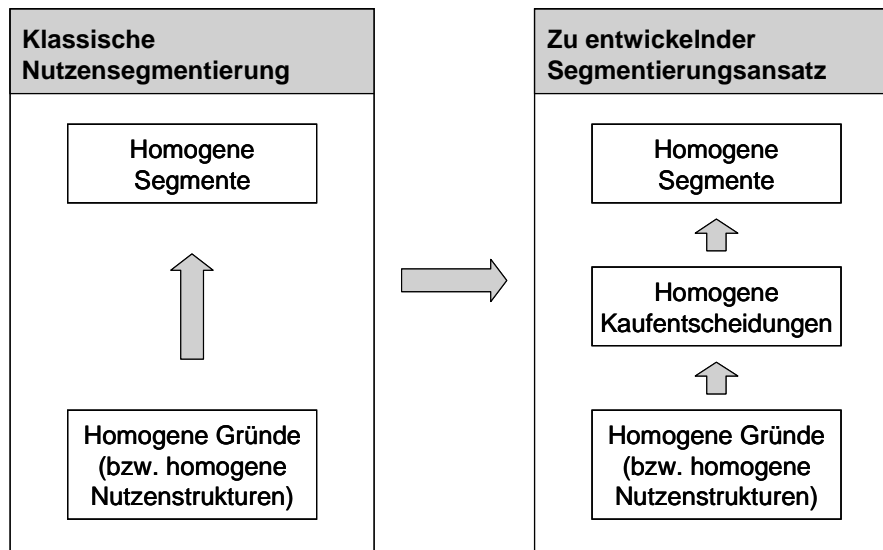 Klassische
Nutzensegmentierung
Homogene
Segmente
Homogene Gründe
(bzw. homogene
Nutzenstrukturen)
Zu entwickelnder
Segmentierungsansatz
Homogene
Segmente
Homogene
Kaufentscheidungen
Homogene Gründe
(bzw. homogene
Nutzenstrukturen)